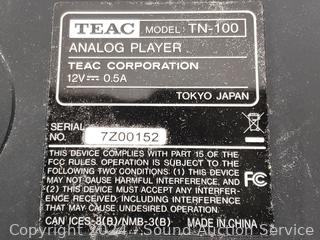 TEAC MODEL: TN-100
ANALOG PLAYER
TEAC CORPORATION
12V⎓ 0.5A
TOKYO JAPAN
SERIAL
NO. 7Z00152
THIS DEVICE COMPLIES WITH PART 15 OF THE
FCC RULES. OPERATION IS SUBJECT TO THE
FOLLOWING TWO CONDITIONS. (1) THIS DEVICE
MAY NOT CAUSE HARMFUL INTERFERENCE, AND
(2) THIS DEVICE MUST ACCEPT ANY INTERFER-
ENCE RECEIVED, INCLUDING INTERFERENCE
THAT MAY CAUSE UNDESIRED OPERATION.
FC
CAN ICES-3(B)/NMB-3(B) MADE IN CHINA
Copyright 2024 - Sound Auction Service